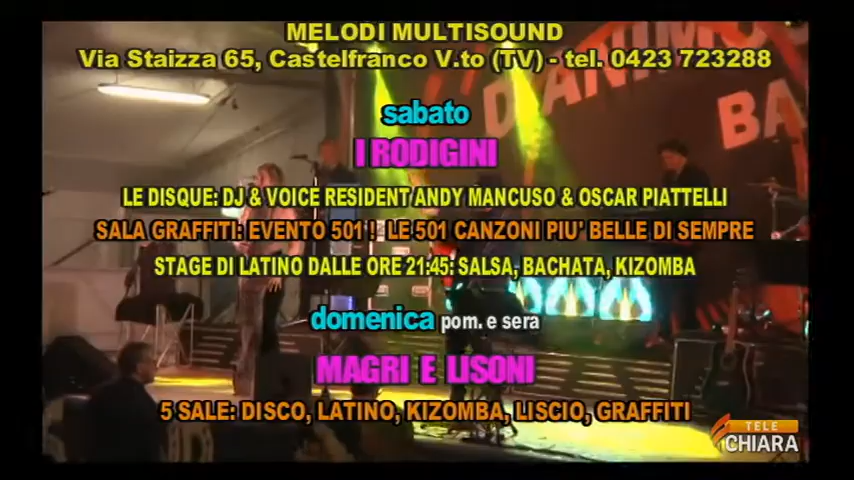 MELODI MULTISOUND
Via Staizza 65, Castelfranco V.to (TV) - tel. 0423 723288
sabato
I RODIGINI
LE DISQUE: DJ & VOICE RESIDENT ANDY MANCUSO & OSCAR PIATTELLI
SALA GRAFFITI: EVENTO 501 ! LE 501 CANZONI PIU' BELLE DI SEMPRE
STAGE DI LATINO DALLE ORE 21:45: SALSA, BACHATA, KIZOMBA
domenica pom. e sera
MAGRI E LISONI
5 SALE: DISCO, LATINO, KIZOMBA, LISCIO, GRAFFITI
TELE
CHIARA
D'ANIMO
BA